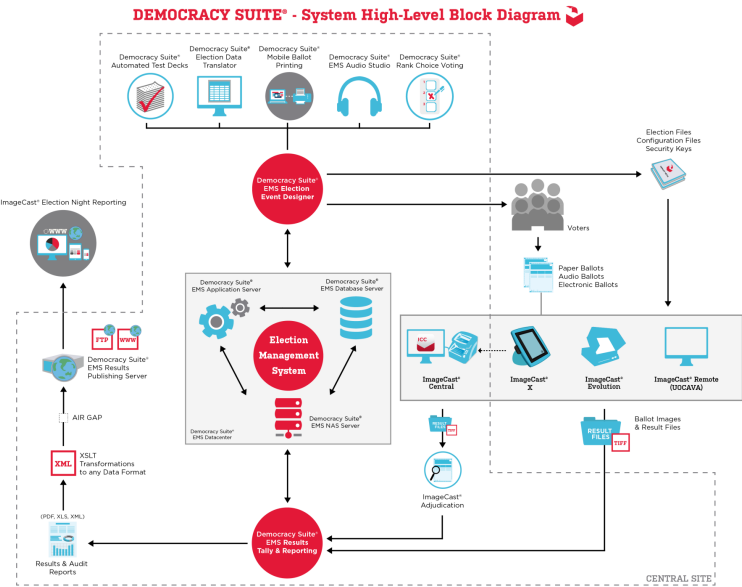 DEMOCRACY SUITE® - System High-Level Block Diagram
Democracy Suite®
Automated Test Decks
Democracy Suite®
Election Data
Translator
Democracy Suite®
Mobile Ballot
Printing
Democracy Suite®
EMS Audio Studio
Democracy Suite®
Rank Choice Voting
Election Files
Configuration Files
Security Keys
Democracy Suite®
EMS Election
Event Designer
ImageCast® Election Night Reporting
WWW
Voters
Paper Ballots
Audio Ballots
Electronic Ballots
Democracy Suite®
EMS Application Server
Democracy Suite®
EMS Database Server
Election
Management
System
Democracy Suite®
EMS NAS Server
Democracy Suite®
EMS Datacenter
FTP
WWW
Democracy Suite®
EMS Results
Publishing Server
ICC
ImageCast®
Central
ImageCast®
X
ImageCast®
Evolution
ImageCast® Remote
(UOCAVA)
AIR GAP
RESULT
FILES
TIFF
RESULT
FILES
TIFF
Ballot Images
& Result Files
XML
XSLT
Transformations
to any Data Format
ImageCast®
Adjudication
(PDF, XLS, XML)
Results & Audit
Reports
Democracy Suite®
EMS Results
Tally & Reporting
CENTRAL SITE